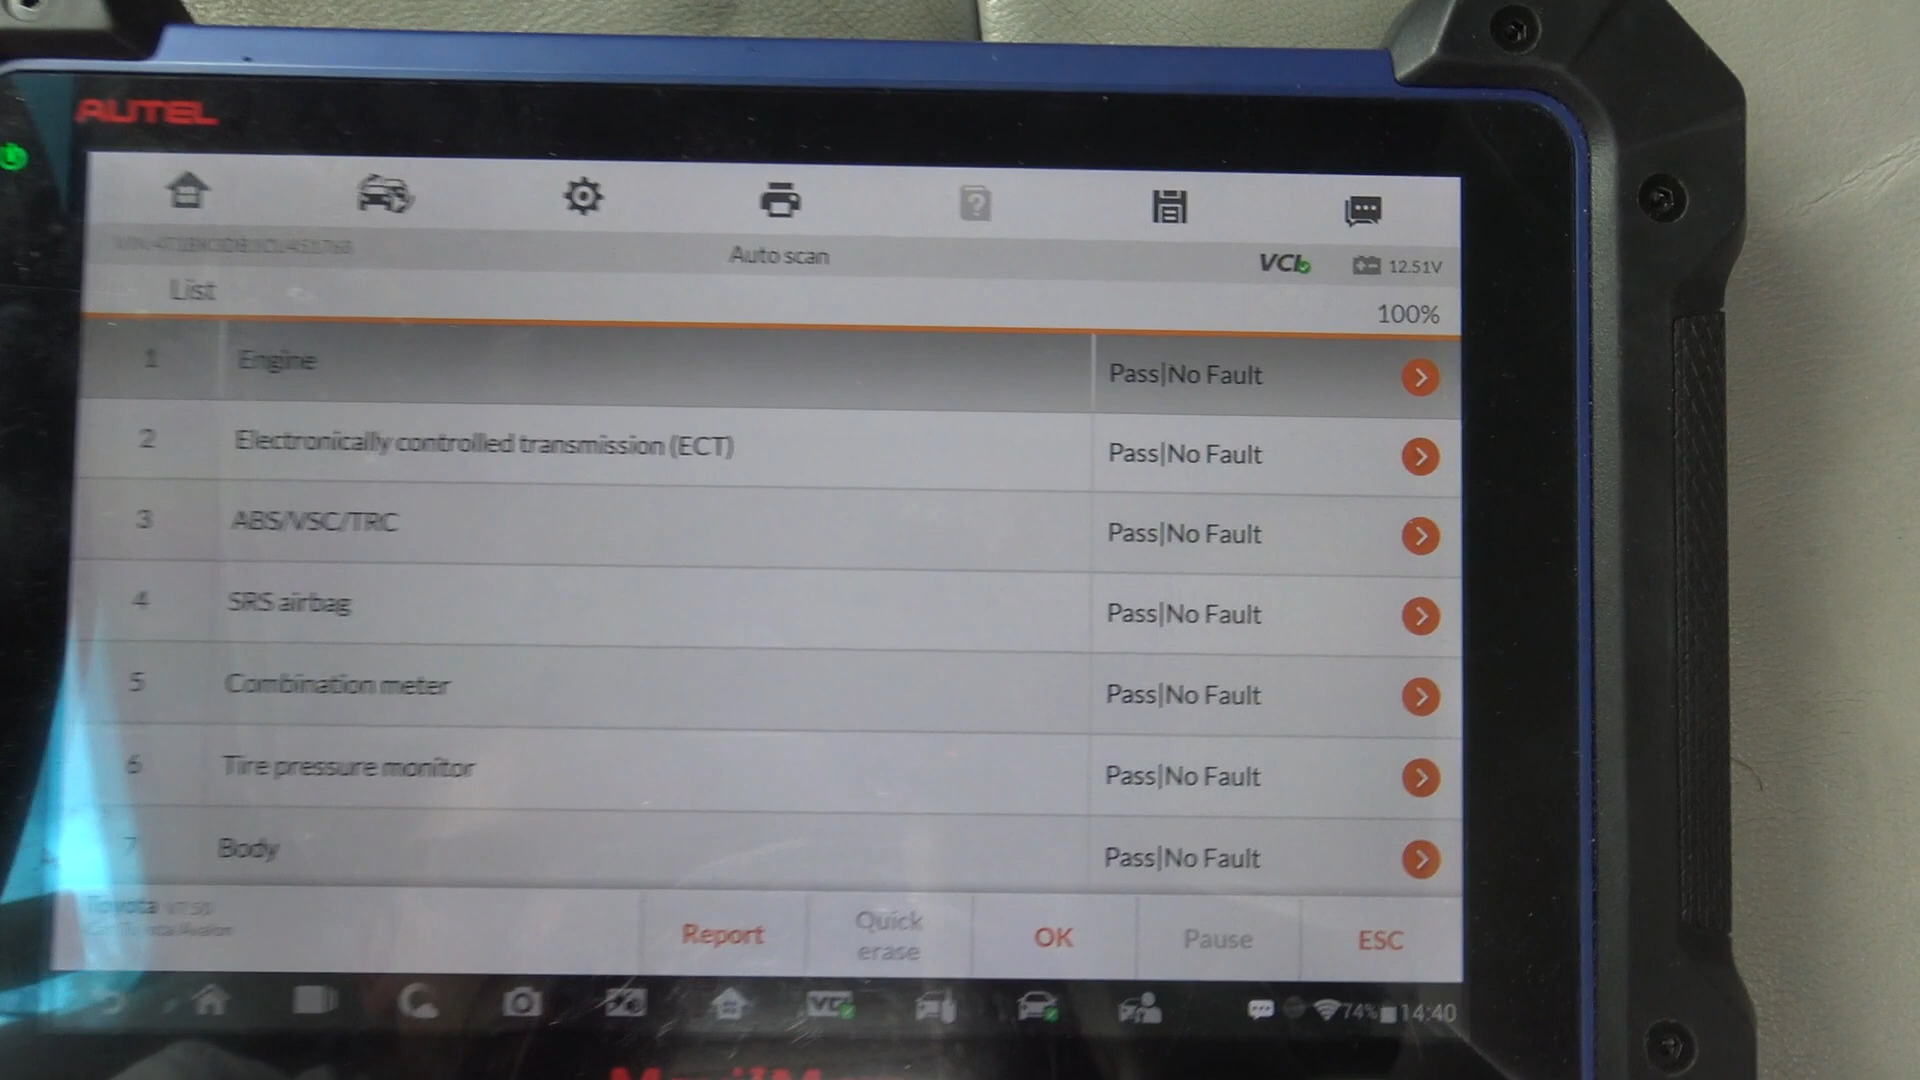 AUTEL
Auto scan
VCI
12.51V
List
100%
1 Engine Pass|No Fault
2 Electronically controlled transmission (ECT) Pass|No Fault
3 ABS/VSC/TRC Pass|No Fault
4 SRS airbag Pass|No Fault
5 Combination meter Pass|No Fault
6 Tire pressure monitor Pass|No Fault
7 Body Pass|No Fault
Toyota
Report
Quick
erase
OK
Pause
ESC
VCI
74%
14:40